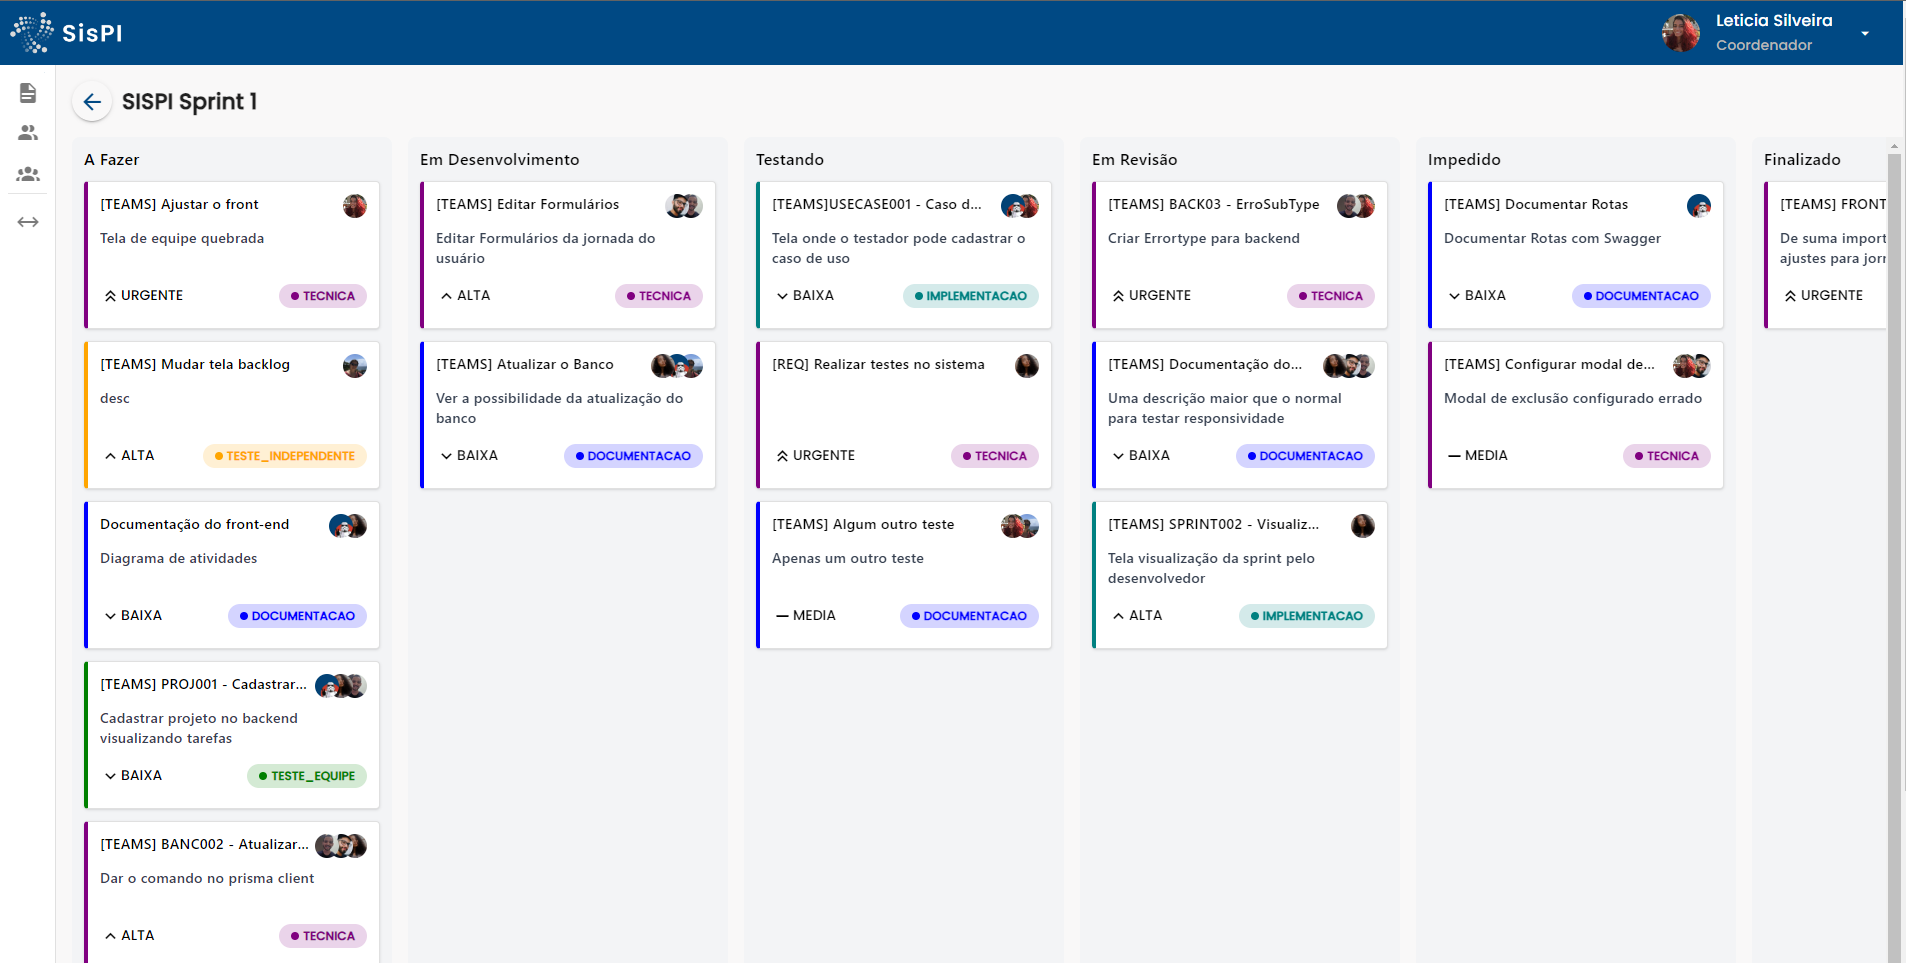 SisPI
Leticia Silveira
Coordenador
SISPI Sprint 1
A Fazer
[TEAMS] Ajustar o front
Tela de equipe quebrada
URGENTE
TECNICA
[TEAMS] Mudar tela backlog
desc
ALTA
TESTE_INDEPENDENTE
Documentação do front-end
Diagrama de atividades
BAIXA
DOCUMENTACAO
[TEAMS] PROJ001 - Cadastrar...
Cadastrar projeto no backend
visualizando tarefas
BAIXA
TESTE_EQUIPE
[TEAMS] BANC002 - Atualizar...
Dar o comando no prisma client
ALTA
TECNICA
Em Desenvolvimento
[TEAMS] Editar Formulários
Editar Formulários da jornada do
usuário
ALTA
TECNICA
[TEAMS] Atualizar o Banco
Ver a possibilidade da atualização do
banco
BAIXA
DOCUMENTACAO
Testando
[TEAMS]USECASE001 - Caso d...
Tela onde o testador pode cadastrar o
caso de uso
BAIXA
IMPLEMENTACAO
[REQ] Realizar testes no sistema
URGENTE
TECNICA
[TEAMS] Algum outro teste
Apenas um outro teste
MEDIA
DOCUMENTACAO
Em Revisão
[TEAMS] BACK03 - ErroSubType
Criar Errortype para backend
URGENTE
TECNICA
[TEAMS] Documentação do...
Uma descrição maior que o normal
para testar responsividade
BAIXA
DOCUMENTACAO
[TEAMS] SPRINT002 - Visualiz...
Tela visualização da sprint pelo
desenvolvedor
ALTA
IMPLEMENTACAO
Impedido
[TEAMS] Documentar Rotas
Documentar Rotas com Swagger
BAIXA
DOCUMENTACAO
[TEAMS] Configurar modal de...
Modal de exclusão configurado errado
MEDIA
TECNICA
Finalizado
[TEAMS] FRONT
De suma import
ajustes para jorn
URGENTE